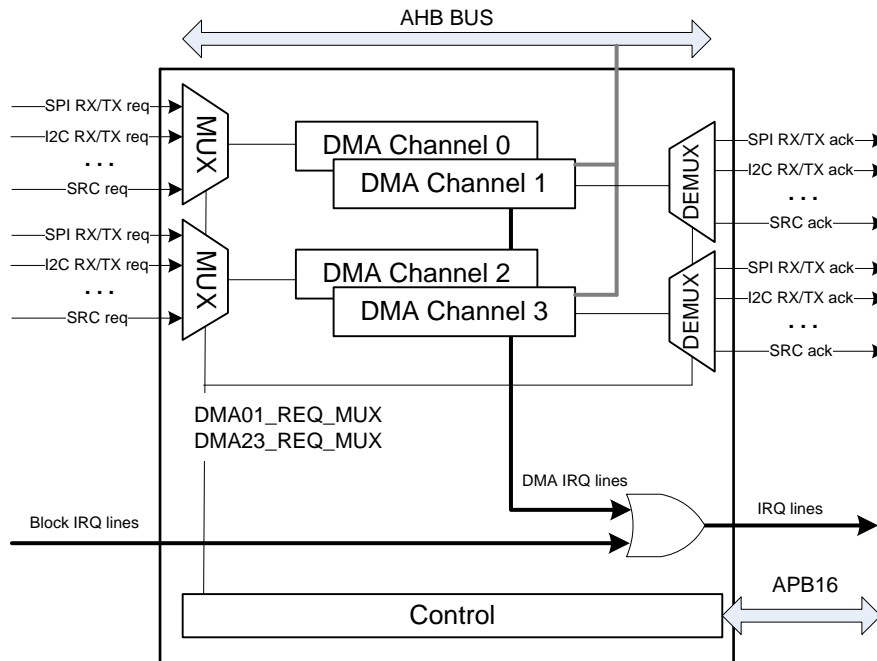 AHB BUS
SPI RX/TX req
I2C RX/TX req
. . .
SRC req
MUX
DMA Channel 0
DMA Channel 1
DEMUX
SPI RX/TX ack
I2C RX/TX ack
. . .
SRC ack
SPI RX/TX req
I2C RX/TX req
. . .
SRC req
MUX
DMA Channel 2
DMA Channel 3
DEMUX
SPI RX/TX ack
I2C RX/TX ack
. . .
SRC ack
DMA01_REQ_MUX
DMA23_REQ_MUX
DMA IRQ lines
Block IRQ lines
IRQ lines
APB16
Control